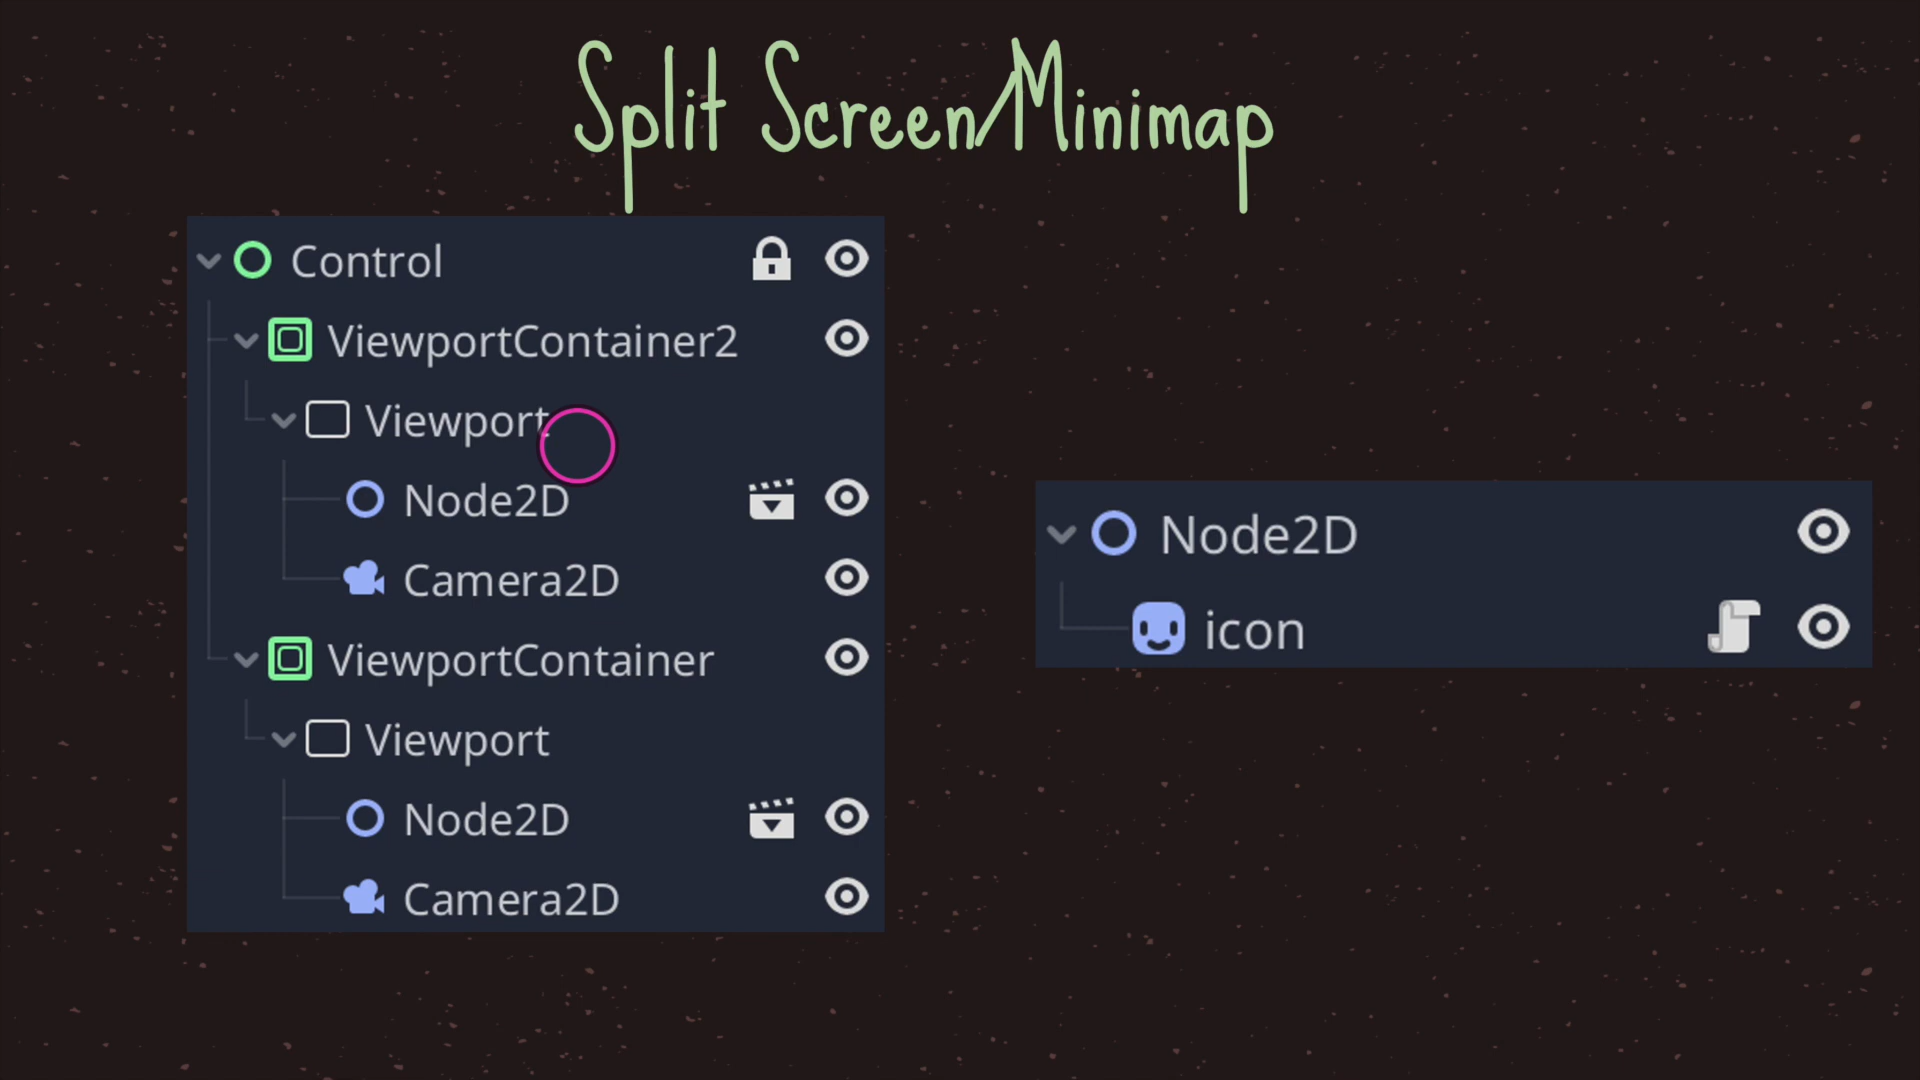 Split Screen/Minimap
Control
ViewportContainer2
Viewport
Node2D
Camera2D
ViewportContainer
Viewport
Node2D
Camera2D
Node2D
icon